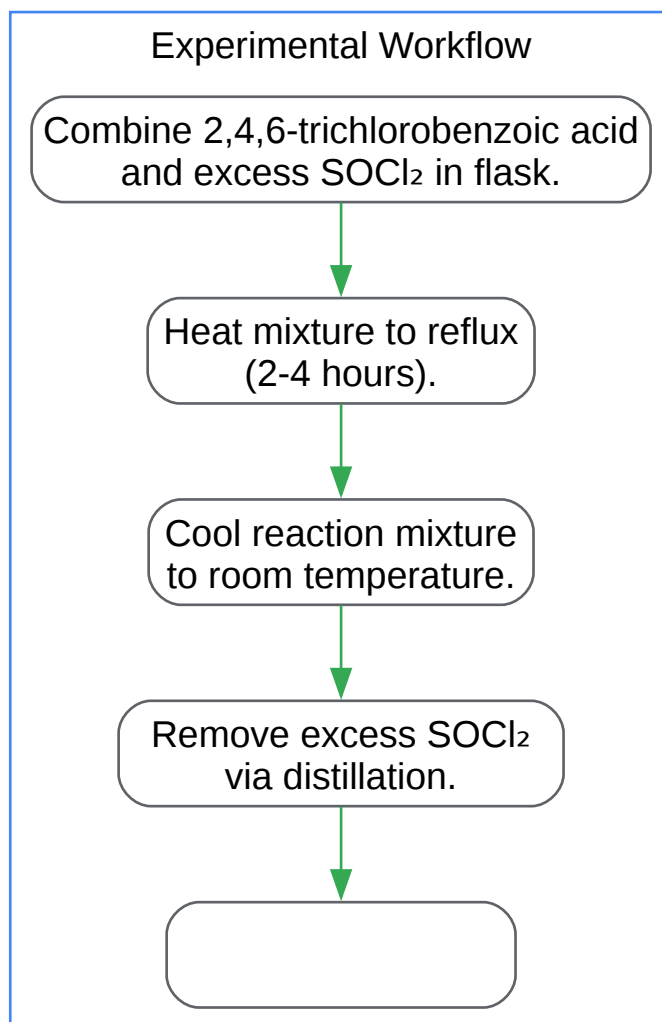 Experimental Workflow
Combine 2,4,6-trichlorobenzoic acid
and excess SOCl₂ in flask.
Heat mixture to reflux
(2-4 hours).
Cool reaction mixture
to room temperature.
Remove excess SOCl₂
via distillation.